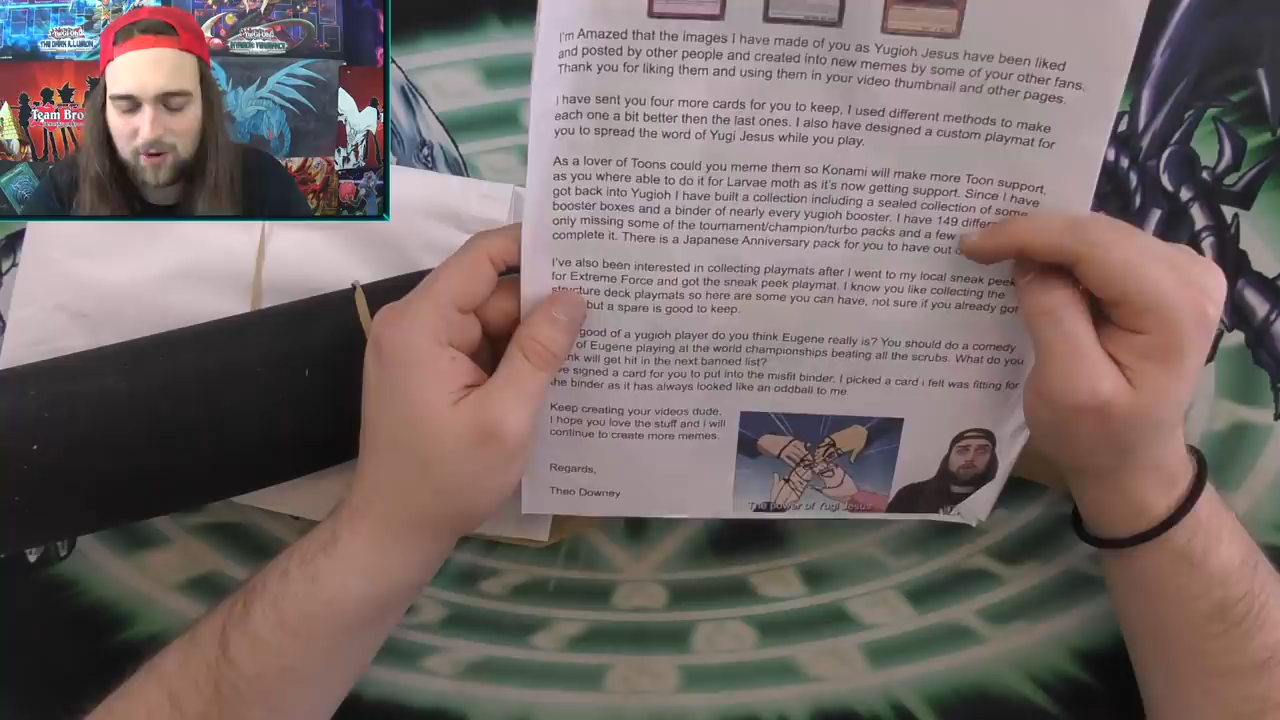 THE DARK ILLUSION
INVASION: VENGEANCE
Team Bro
I'm Amazed that the images I have made of you as Yugioh Jesus have been liked
and posted by other people and created into new memes by some of your other fans.
Thank you for liking them and using them in your video thumbnail and other pages.
I have sent you four more cards for you to keep, I used different methods to make
each one a bit better then the last ones. I also have designed a custom playmat for
you to spread the word of Yugi Jesus while you play.
As a lover of Toons could you meme them so Konami will make more Toon support,
as you where able to do it for Larvae moth as it's now getting support. Since I have
got back into Yugioh I have built a collection including a sealed collection of some
booster boxes and a binder of nearly every yugioh booster. I have 149
only missing some of the tournament/champion/turbo packs and a few
complete it. There is a Japanese Anniversary pack for you to have out
I've also been interested in collecting playmats after I went to my local sneak peek
for Extreme Force and got the sneak peek playmat. I know you like collecting the
structure deck playmats so here are some you can have, not sure if you already got
but a spare is good to keep.
good of a yugioh player do you think Eugene really is? You should do a comedy
of Eugene playing at the world championships beating all the scrubs. What do you
will get hit in the next banned list?
signed a card for you to put into the misfit binder. I picked a card i felt was fitting for
the binder as it has always looked like an oddball to me.
Keep creating your videos dude,
I hope you love the stuff and I will
continue to create more memes.
Regards,
Theo Downey
The power of Yugi Jesus